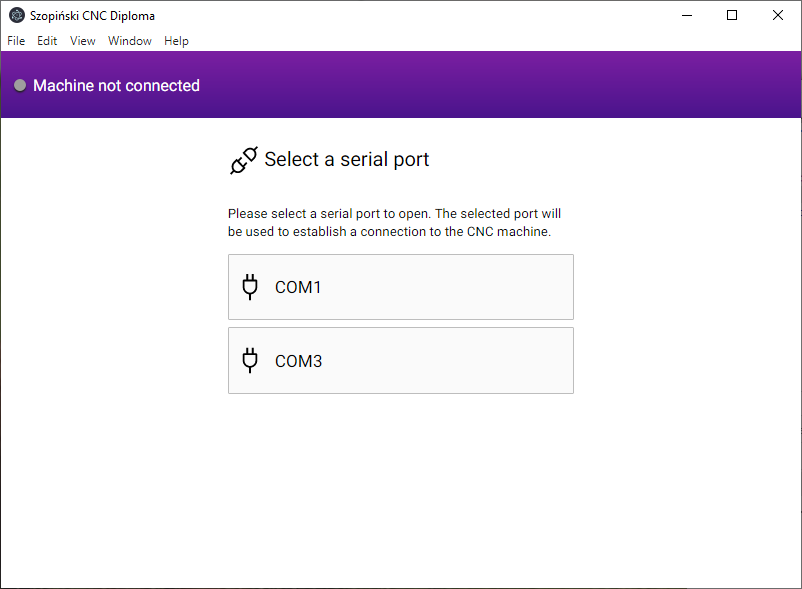 Szopiński CNC Diploma
File Edit View Window Help
Machine not connected
Select a serial port
Please select a serial port to open. The selected port will
be used to establish a connection to the CNC machine.
COM1
COM3